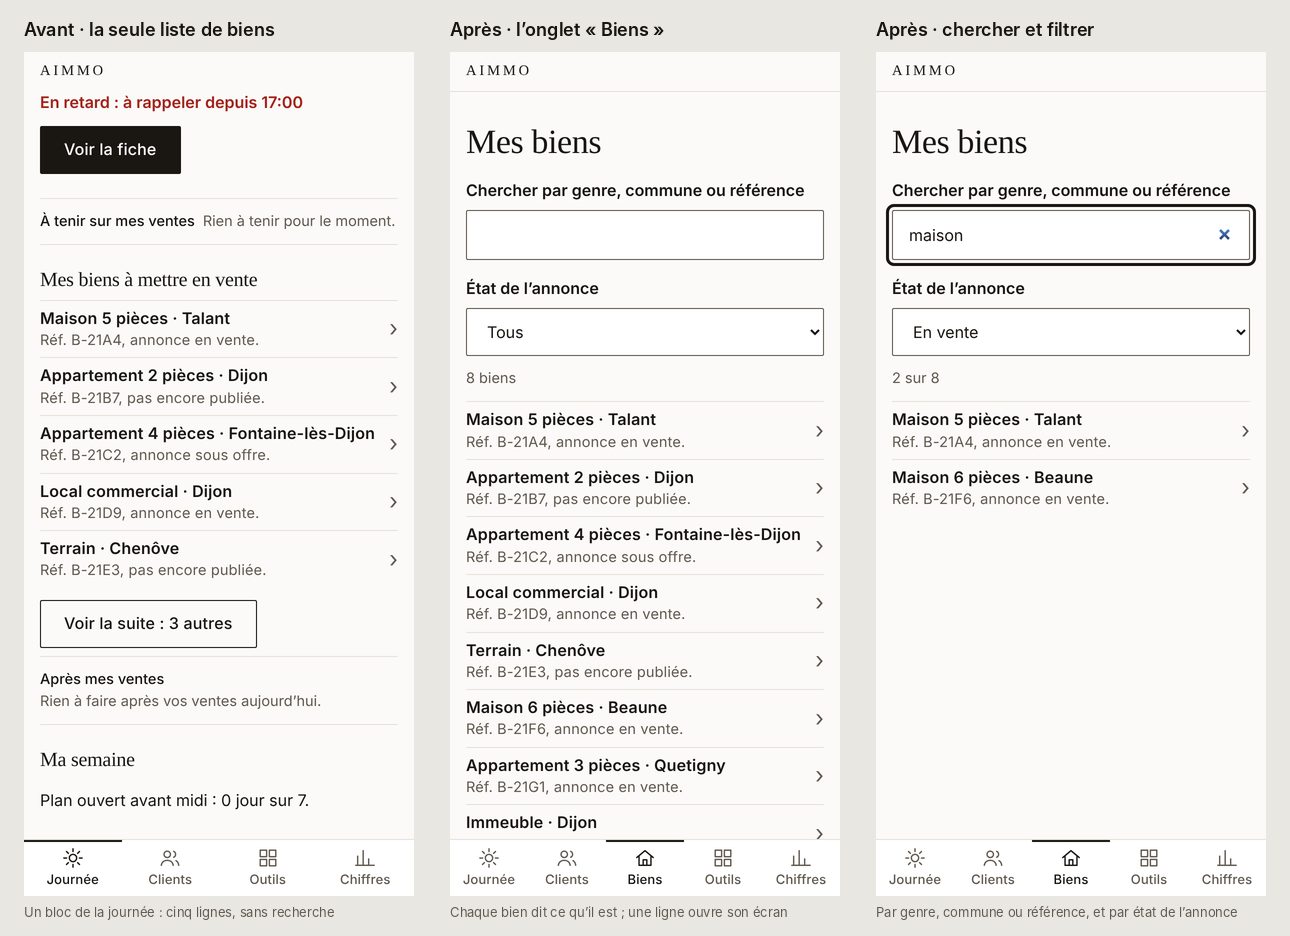 Avant · la seule liste de biens
AIMMO
En retard : à rappeler depuis 17:00
Voir la fiche
À tenir sur mes ventes Rien à tenir pour le moment.
Mes biens à mettre en vente
Maison 5 pièces · Talant
Réf. B-21A4, annonce en vente.
Appartement 2 pièces · Dijon
Réf. B-21B7, pas encore publiée.
Appartement 4 pièces · Fontaine-lès-Dijon
Réf. B-21C2, annonce sous offre.
Local commercial · Dijon
Réf. B-21D9, annonce en vente.
Terrain · Chenôve
Réf. B-21E3, pas encore publiée.
Voir la suite : 3 autres
Après mes ventes
Rien à faire après vos ventes aujourd’hui.
Ma semaine
Plan ouvert avant midi : 0 jour sur 7.
Journée Clients Outils Chiffres
Un bloc de la journée : cinq lignes, sans recherche
Après · l’onglet « Biens »
AIMMO
Mes biens
Chercher par genre, commune ou référence
État de l’annonce
Tous
8 biens
Maison 5 pièces · Talant
Réf. B-21A4, annonce en vente.
Appartement 2 pièces · Dijon
Réf. B-21B7, pas encore publiée.
Appartement 4 pièces · Fontaine-lès-Dijon
Réf. B-21C2, annonce sous offre.
Local commercial · Dijon
Réf. B-21D9, annonce en vente.
Terrain · Chenôve
Réf. B-21E3, pas encore publiée.
Maison 6 pièces · Beaune
Réf. B-21F6, annonce en vente.
Appartement 3 pièces · Quetigny
Réf. B-21G1, annonce en vente.
Immeuble · Dijon
Journée Clients Biens Outils Chiffres
Chaque bien dit ce qu’il est ; une ligne ouvre son écran
Après · chercher et filtrer
AIMMO
Mes biens
Chercher par genre, commune ou référence
maison
État de l’annonce
En vente
2 sur 8
Maison 5 pièces · Talant
Réf. B-21A4, annonce en vente.
Maison 6 pièces · Beaune
Réf. B-21F6, annonce en vente.
Journée Clients Biens Outils Chiffres
Par genre, commune ou référence, et par état de l’annonce